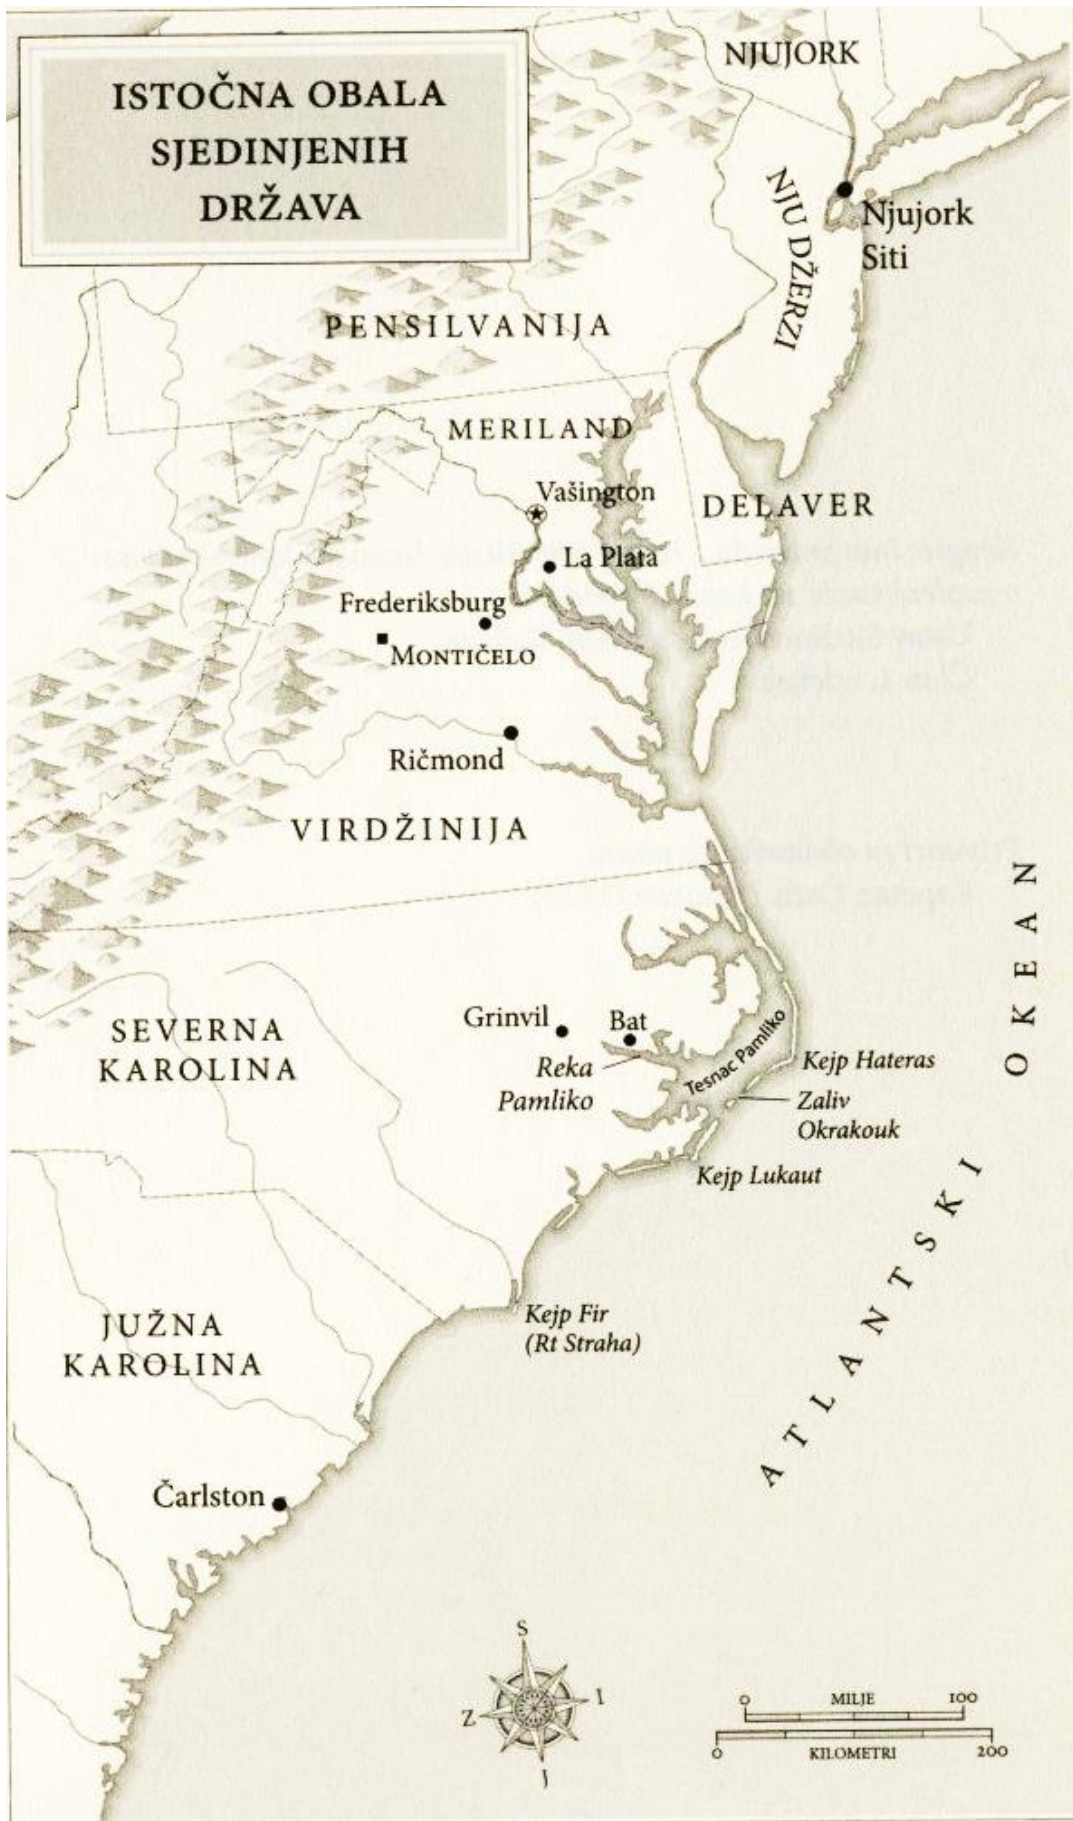 ISTOČNA OBALA
SJEDINJENIH
DRŽAVA
NJUJORK
NJU DŽERZI
Njujork
Siti
PENSILVANIJA
MERILAND
Vašington
DELAVER
La Plata
Frederiksburg
MONTIČELO
Ričmond
VIRDŽINIJA
SEVERNA
KAROLINA
Grinvil
Bat
Reka
Pamliko
Tesnac Pamliko
Kejp Hateras
Zaliv
Okrakouk
Kejp Lukaut
ATLANTSKI OKEAN
Kejp Fir
(Rt Straha)
JUŽNA
KAROLINA
Čarlston
S
Z
I
J
0 MILJE 100
0 KILOMETRI 200